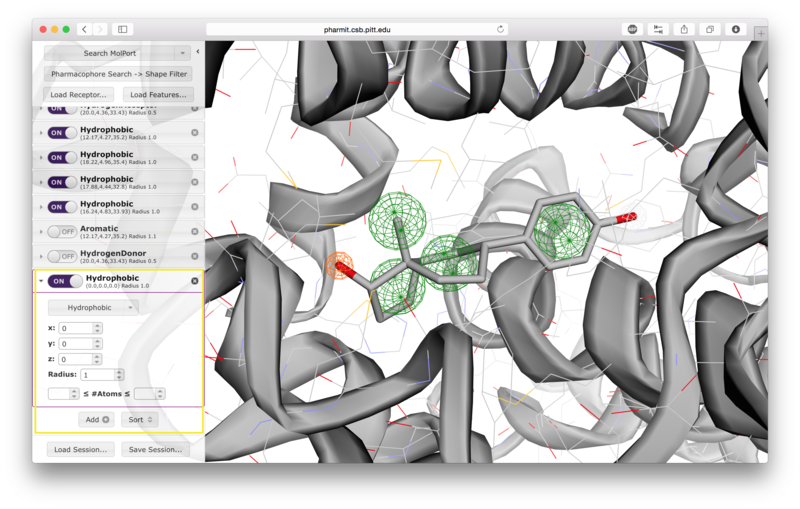 pharmit.csb.pitt.edu
ABP
Search MolPort
Pharmacophore Search -> Shape Filter
Load Receptor...
Load Features...
ON HydrogenAcceptor
(20.0,4.36,33.43) Radius 0.5
ON Hydrophobic
(12.17,4.27,35.2) Radius 1.0
ON Hydrophobic
(18.22,4.96,35.4) Radius 1.0
ON Hydrophobic
(17.88,4.44,32.8) Radius 1.0
ON Hydrophobic
(16.24,4.83,33.93) Radius 1.0
OFF Aromatic
(12.17,4.27,35.2) Radius 1.1
OFF HydrogenDonor
(20.0,4.36,33.43) Radius 0.5
ON Hydrophobic
(0.0,0.0,0.0) Radius 1.0
Hydrophobic
x: 0
y: 0
z: 0
Radius: 1
≤ #Atoms ≤
Add
Sort
Load Session...
Save Session...